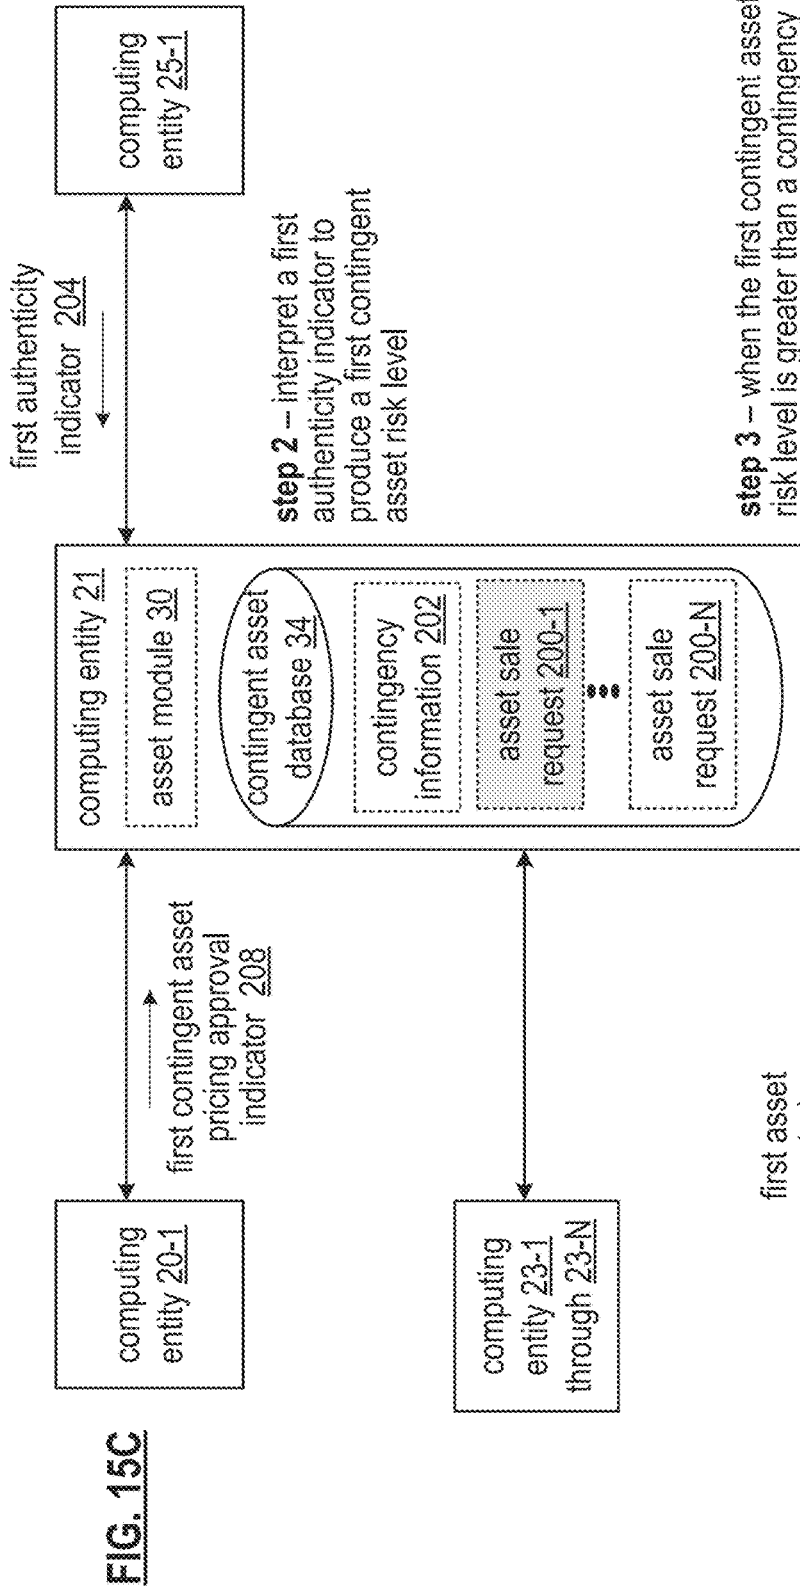 FIG. 15C
computing
entity 20-1
first contingent asset
pricing approval
indicator 208
computing
entity 23-1
through 23-N
first asset
computing entity 21
asset module 30
contingent asset
database 34
contingency
information 202
asset sale
request 200-1
asset sale
request 200-N
first authenticity
indicator 204
computing
entity 25-1
step 2 – interpret a first
authenticity indicator to
produce a first contingent
asset risk level
step 3 – when the first contingent asset
risk level is greater than a contingency